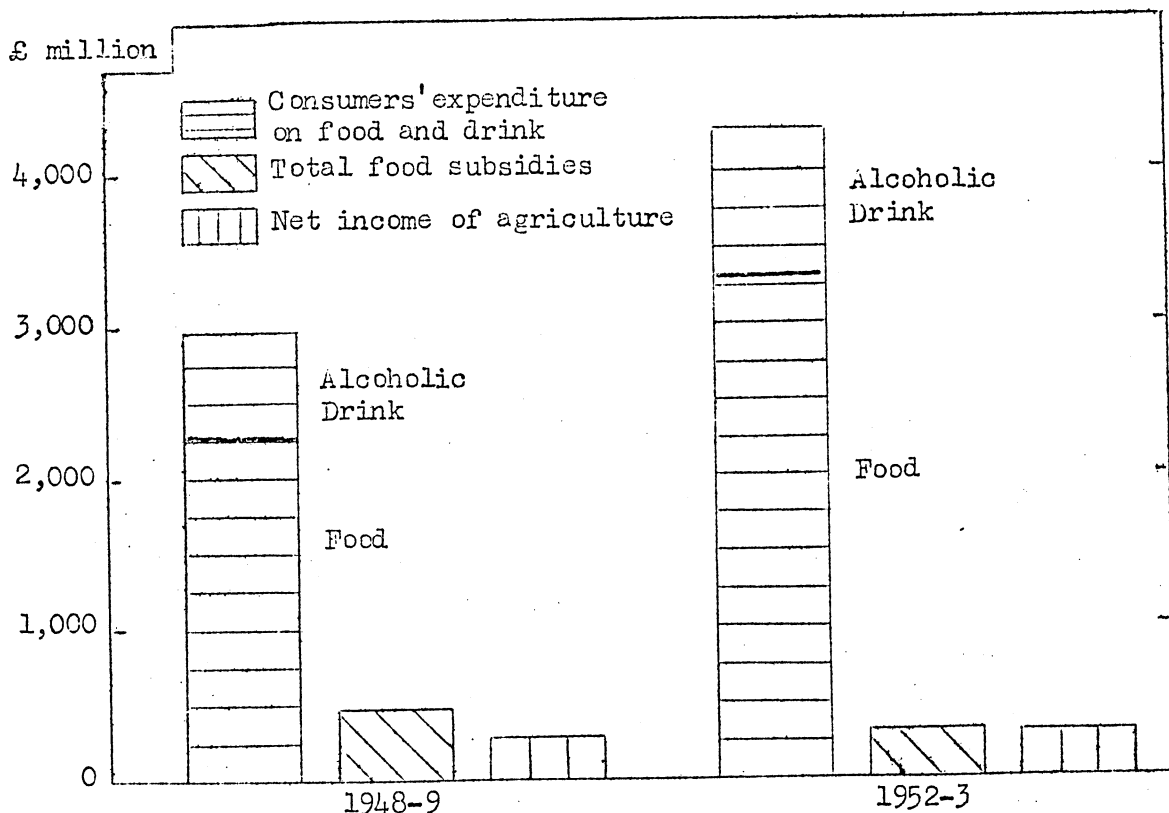 £ million
Consumers' expenditure
on food and drink
Total food subsidies
Net income of agriculture
4,000
3,000
2,000
1,000
0
Alcoholic
Drink
Food
Alcoholic
Drink
Food
1948-9
1952-3